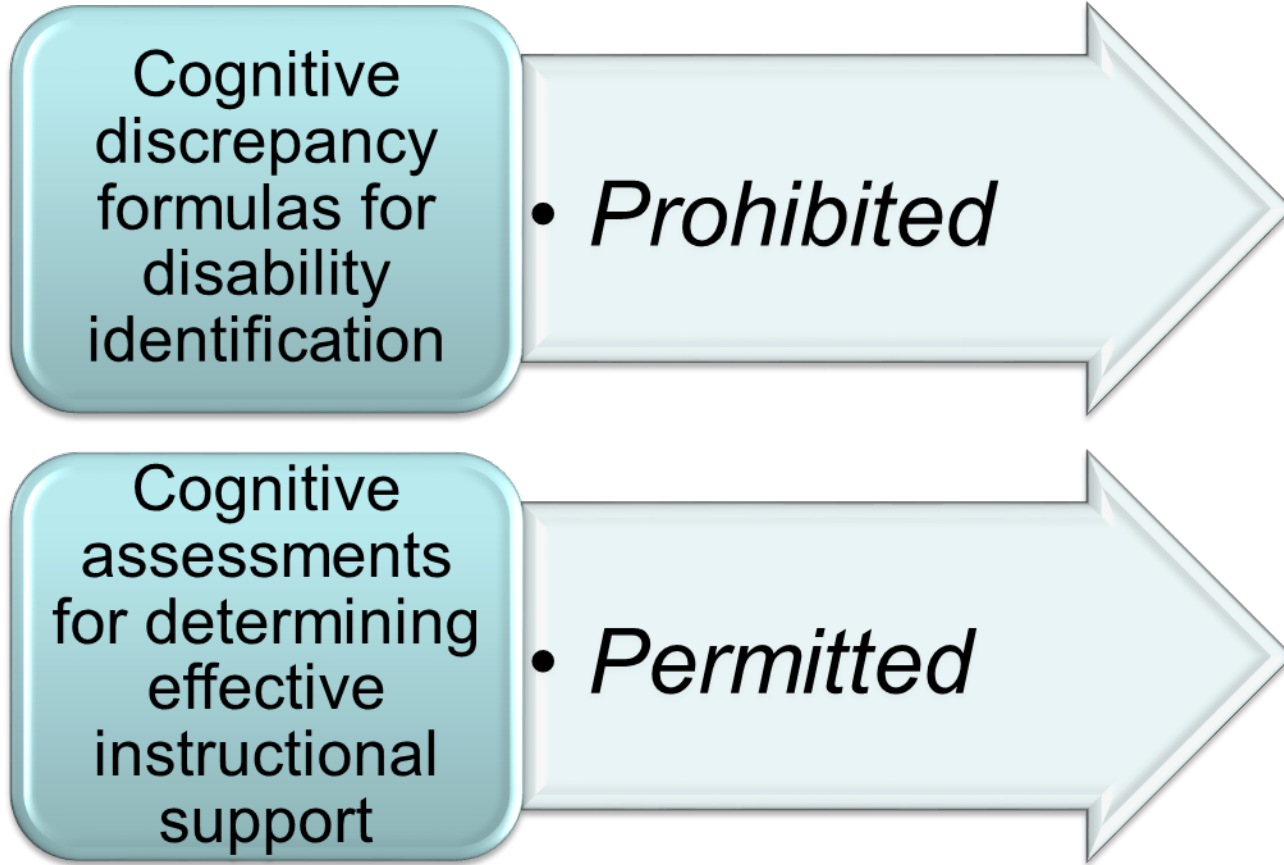 Cognitive
discrepancy
formulas for
disability
identification
• Prohibited
Cognitive
assessments
for determining
effective
instructional
support
• Permitted